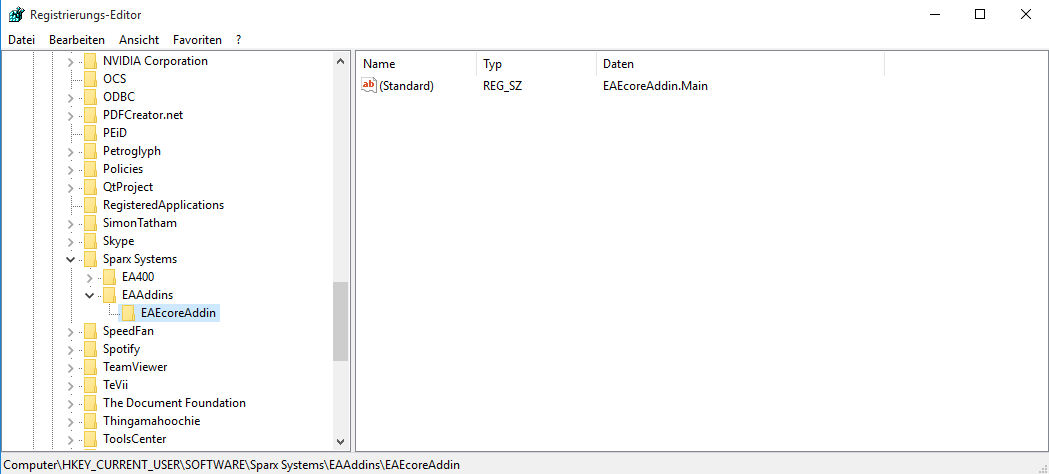 Registrierungs-Editor
Datei Bearbeiten Ansicht Favoriten ?
NVIDIA Corporation
OCS
ODBC
PDFCreator.net
PEiD
Petroglyph
Policies
QtProject
RegisteredApplications
SimonTatham
Skype
Sparx Systems
EA400
EAAddins
EAEcoreAddin
SpeedFan
Spotify
TeamViewer
TeVii
The Document Foundation
Thingamahoochie
ToolsCenter
Name Typ Daten
ab (Standard) REG_SZ EAEcoreAddin.Main
Computer\HKEY_CURRENT_USER\SOFTWARE\Sparx Systems\EAAddins\EAEcoreAddin